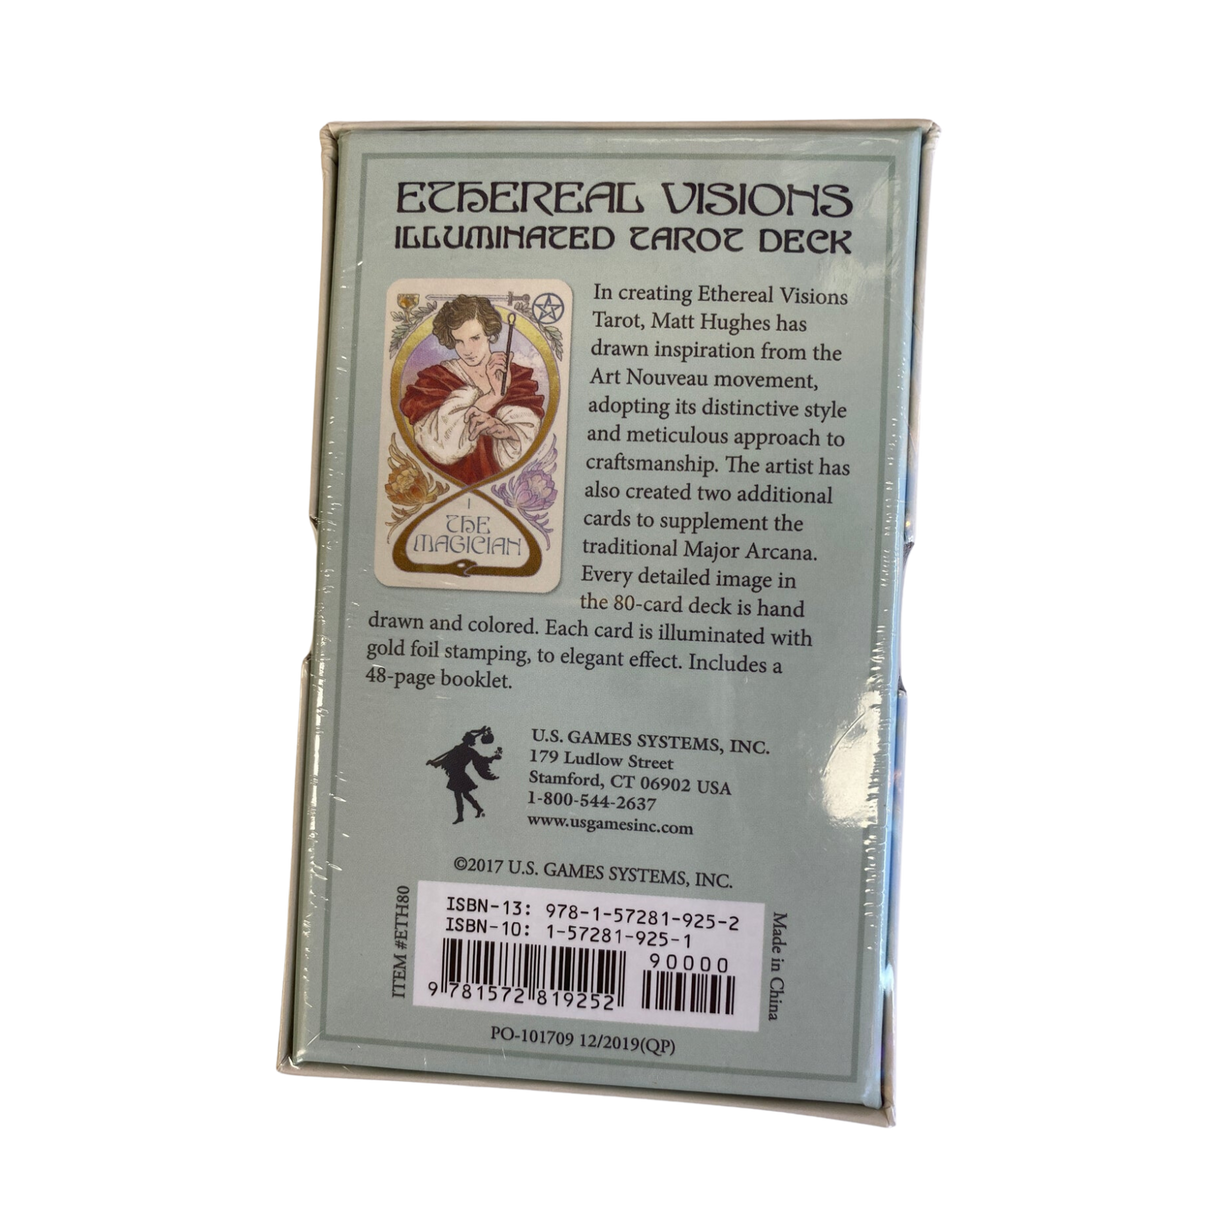 ETHEREAL VISIONS
ILLUMINATED TAROT DECK
I
THE
MAGICIAN
In creating Ethereal Visions
Tarot, Matt Hughes has
drawn inspiration from the
Art Nouveau movement,
adopting its distinctive style
and meticulous approach to
craftsmanship. The artist has
also created two additional
cards to supplement the
traditional Major Arcana.
Every detailed image in
the 80-card deck is hand
drawn and colored. Each card is illuminated with
gold foil stamping, to elegant effect. Includes a
48-page booklet.
U.S. GAMES SYSTEMS, INC.
179 Ludlow Street
Stamford, CT 06902 USA
1-800-544-2637
www.usgamesinc.com
©2017 U.S. GAMES SYSTEMS, INC.
ITEM #ETH80
ISBN-13: 978-1-57281-925-2
ISBN-10: 1-57281-925-1
90000
9 781572 819252
Made in China
PO-101709 12/2019(QP)